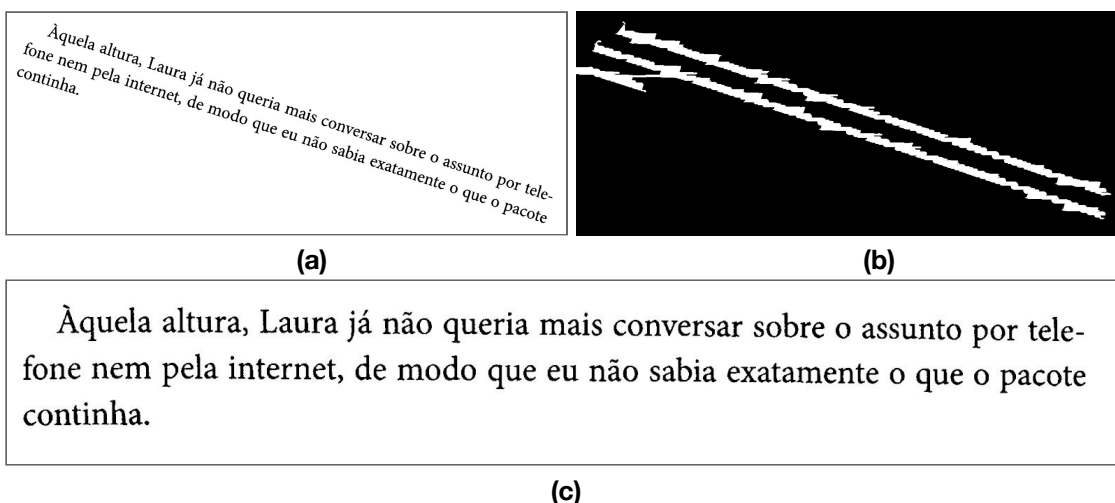 Àquela altura, Laura já não queria mais conversar sobre o assunto por tele-
fone nem pela internet, de modo que eu não sabia exatamente o que o pacote
continha.
(a)
(b)
Àquela altura, Laura já não queria mais conversar sobre o assunto por tele-
fone nem pela internet, de modo que eu não sabia exatamente o que o pacote
continha.
(c)